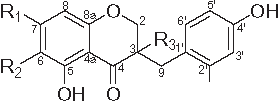 8 5' OH
R1 7 8a O 2 6' 4'
R3
R2 6 4a 3 1' 3'
5 4 9 2'
OH O